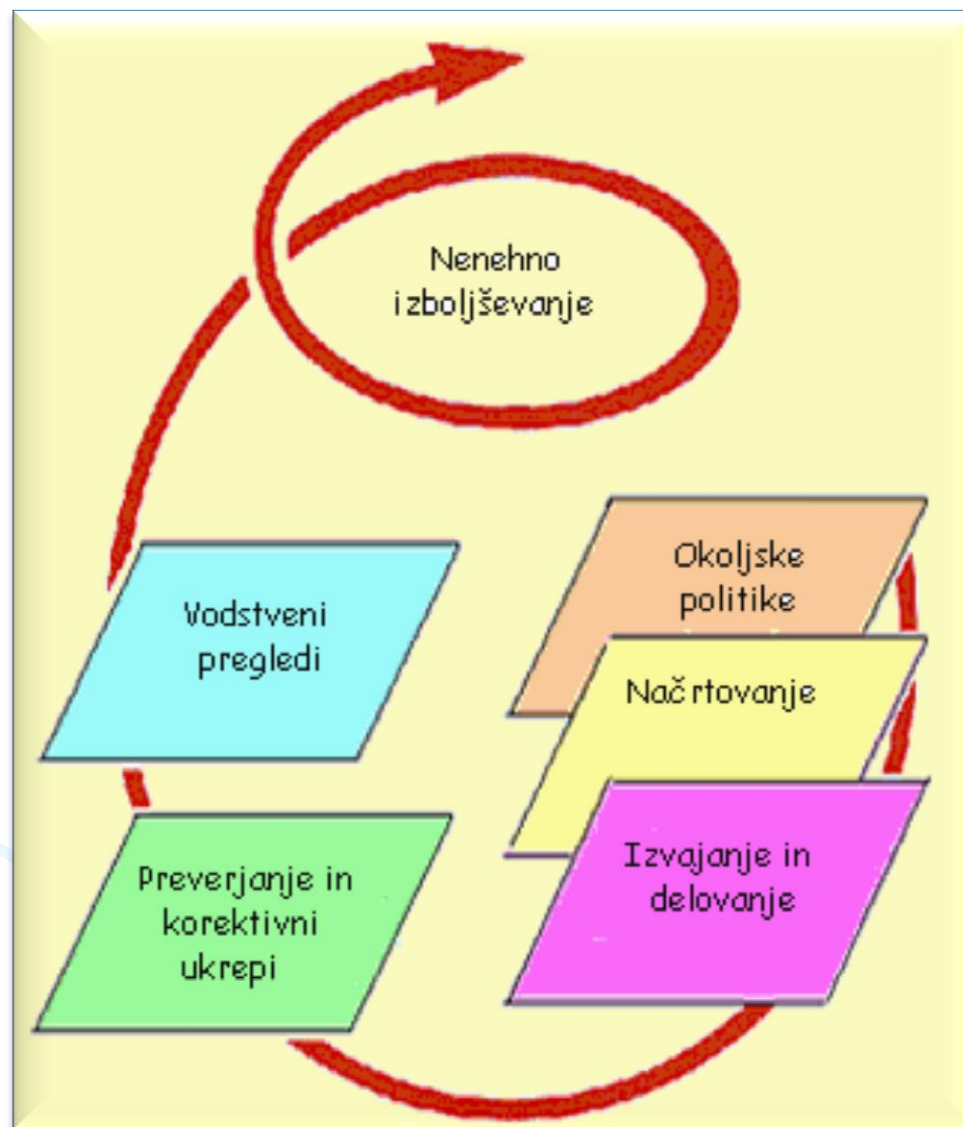 Nenehno
izboljševanje
Okoljske
politike
Načrtovanje
Izvajanje in
delovanje
Vodstveni
pregledi
Preverjanje in
korektivni
ukrepi